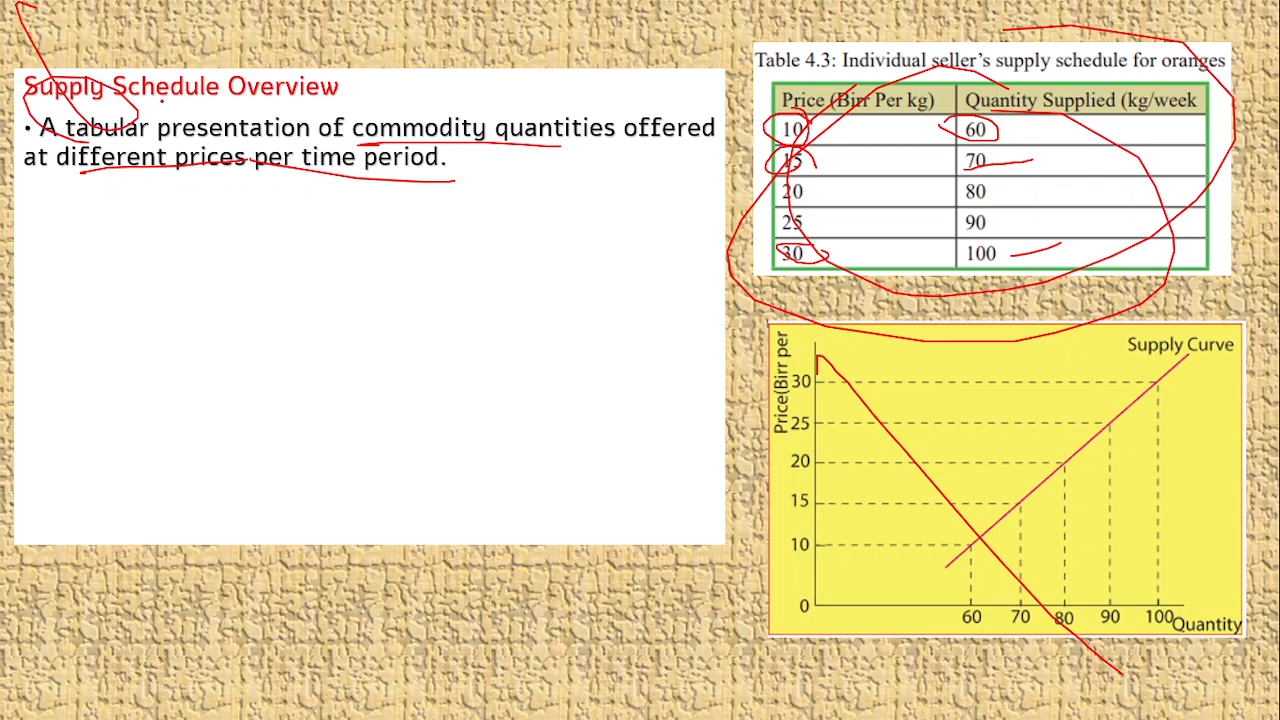 Supply Schedule Overview
· A tabular presentation of commodity quantities offered
at different prices per time period.
Table 4.3: Individual seller's supply schedule for oranges
Price (Birr Per kg) Quantity Supplied (kg/week
10 60
15 70
20 80
25 90
30 100
Supply Curve
Price(Birr per
30
25
20
15
10
0
60 70 80 90 100
Quantity